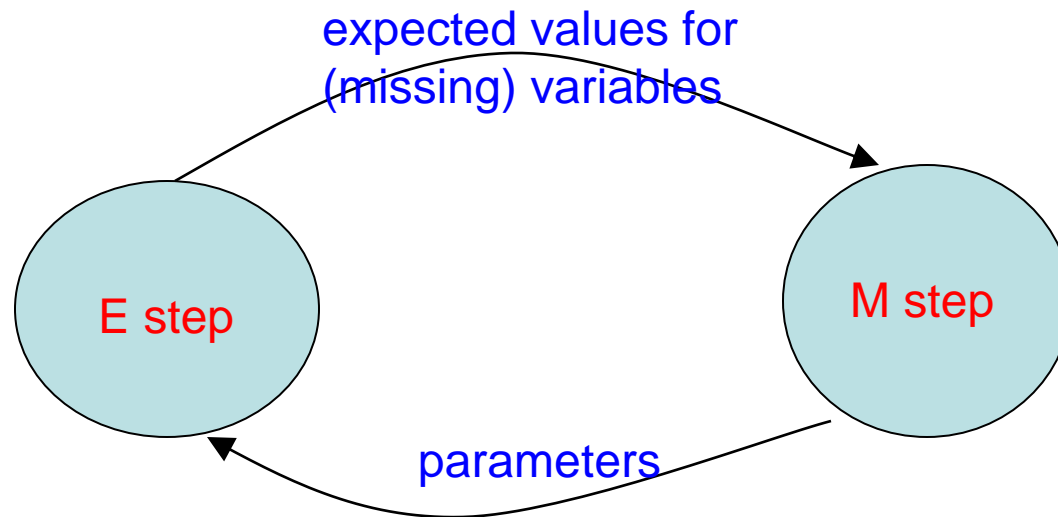 expected values for
(missing) variables
E step
M step
parameters